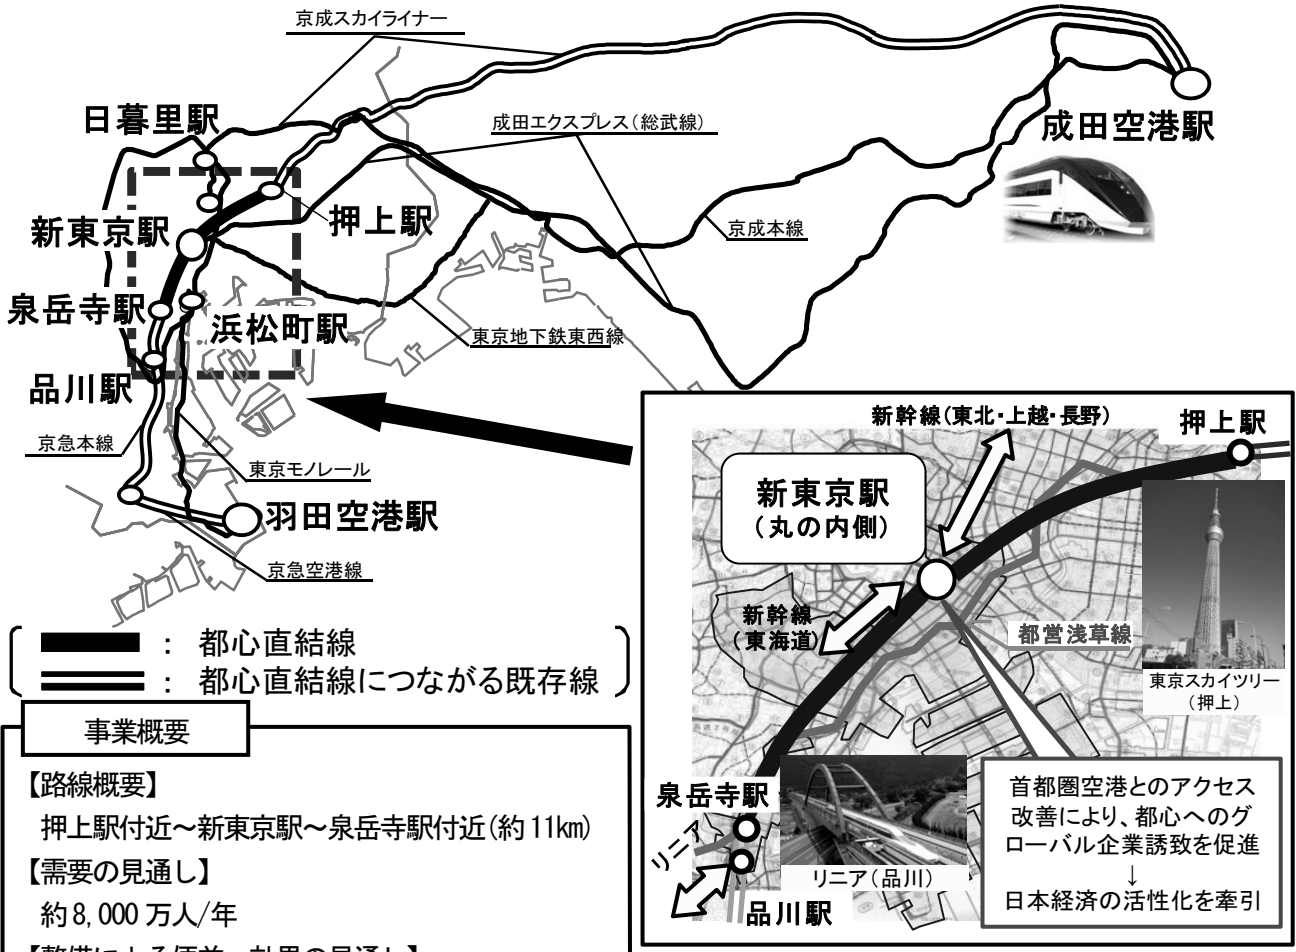 京成スカイライナー
日暮里駅
成田エクスプレス(総武線)
成田空港駅
新東京駅
押上駅
京成本線
泉岳寺駅
浜松町駅
東京地下鉄東西線
品川駅
京急本線
東京モノレール
羽田空港駅
京急空港線
: 都心直結線
: 都心直結線につながる既存線
事業概要
【路線概要】
押上駅付近～新東京駅～泉岳寺駅付近(約11km)
【需要の見通し】
約8,000万人/年
新幹線(東北・上越・長野)
押上駅
新東京駅
(丸の内側)
新幹線
(東海道)
都営浅草線
東京スカイツリー
(押上)
泉岳寺駅
リニア
リニア(品川)
品川駅
首都圏空港とのアクセス
改善により、都心へのグ
ローバル企業誘致を促進
↓
日本経済の活性化を牽引